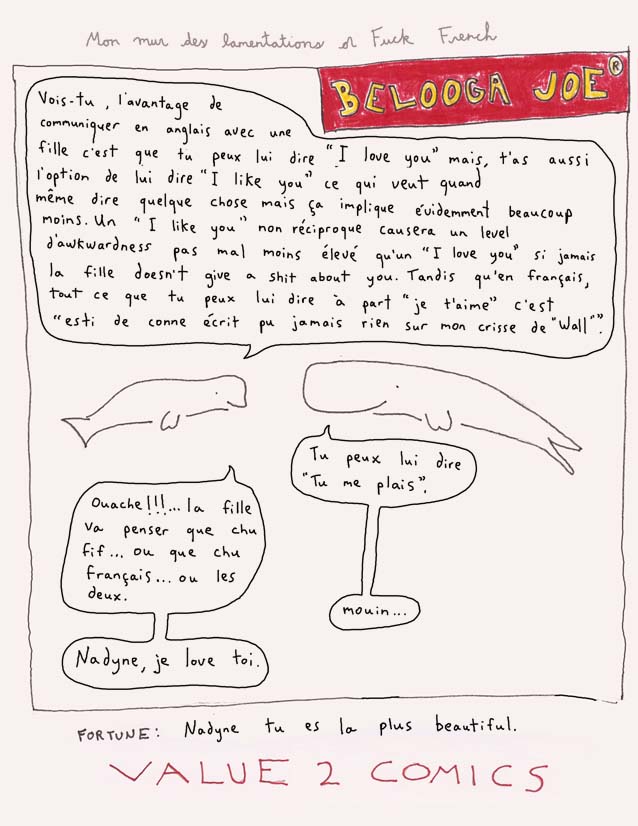 Mon mur des lamentations or Fuck French
BELOOGA JOE®
Vois-tu, l'avantage de
communiquer en anglais avec une
fille c'est que tu peux lui dire "I love you" mais, t'as aussi
l'option de lui dire "I like you" ce qui veut quand
même dire quelque chose mais ça implique évidemment beaucoup
moins. Un "I like you" non réciproque causera un level
d'awkwardness pas mal moins élevé qu'un "I love you" si jamais
la fille doesn't give a shit about you. Tandis qu'en français,
tout ce que tu peux lui dire à part "je t'aime" c'est
"esti de conne écrit pu jamais rien sur mon crisse de "Wall"".
Tu peux lui dire
"Tu me plais".
Ouache!!!... la fille
va penser que chu
fif... ou que chu
français... ou les
deux.
mouin...
Nadyne, je love toi.
FORTUNE: Nadyne tu es la plus beautiful.
VALUE 2 COMICS